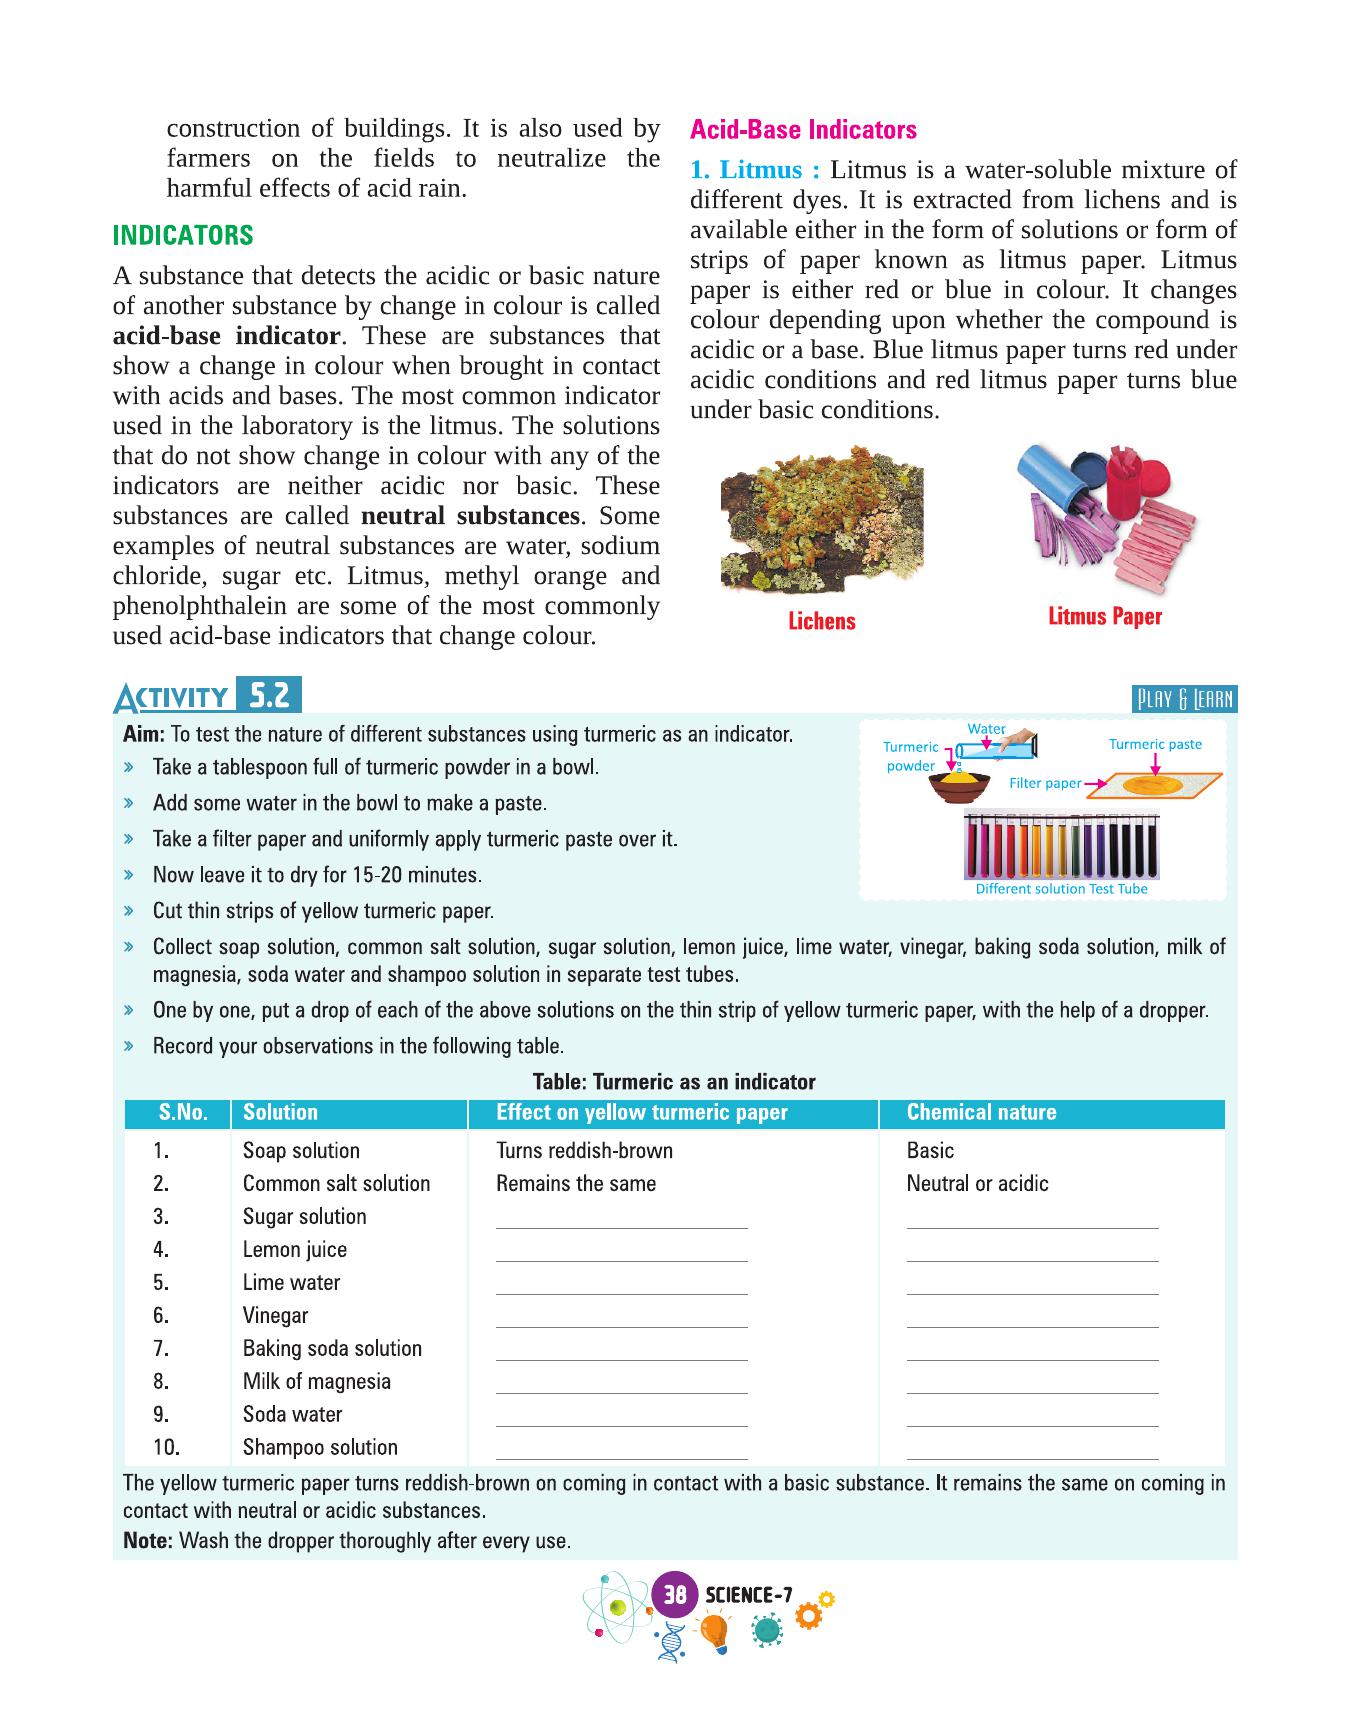 construction of buildings. It is also used by
farmers on the fields to neutralize the
harmful effects of acid rain.
INDICATORS
A substance that detects the acidic or basic nature
of another substance by change in colour is called
acid-base indicator. These are substances that
show a change in colour when brought in contact
with acids and bases. The most common indicator
used in the laboratory is the litmus. The solutions
that do not show change in colour with any of the
indicators are neither acidic nor basic. These
substances are called neutral substances. Some
examples of neutral substances are water, sodium
chloride, sugar etc. Litmus, methyl orange and
phenolphthalein are some of the most commonly
used acid-base indicators that change colour.
Acid-Base Indicators
1. Litmus : Litmus is a water-soluble mixture of
different dyes. It is extracted from lichens and is
available either in the form of solutions or form of
strips of paper known as litmus paper. Litmus
paper is either red or blue in colour. It changes
colour depending upon whether the compound is
acidic or a base. Blue litmus paper turns red under
acidic conditions and red litmus paper turns blue
under basic conditions.
Lichens
Litmus Paper
ACTIVITY 5.2
PLAY & LEARN
Aim: To test the nature of different substances using turmeric as an indicator.
» Take a tablespoon full of turmeric powder in a bowl.
» Add some water in the bowl to make a paste.
» Take a filter paper and uniformly apply turmeric paste over it.
» Now leave it to dry for 15-20 minutes.
» Cut thin strips of yellow turmeric paper.
Water
Turmeric
powder
Turmeric paste
Filter paper
Different solution Test Tube
» Collect soap solution, common salt solution, sugar solution, lemon juice, lime water, vinegar, baking soda solution, milk of
magnesia, soda water and shampoo solution in separate test tubes.
» One by one, put a drop of each of the above solutions on the thin strip of yellow turmeric paper, with the help of a dropper.
» Record your observations in the following table.
Table: Turmeric as an indicator
S.No. Solution Effect on yellow turmeric paper Chemical nature
1. Soap solution Turns reddish-brown Basic
2. Common salt solution Remains the same Neutral or acidic
3. Sugar solution
4. Lemon juice
5. Lime water
6. Vinegar
7. Baking soda solution
8. Milk of magnesia
9. Soda water
10. Shampoo solution
The yellow turmeric paper turns reddish-brown on coming in contact with a basic substance. It remains the same on coming in
contact with neutral or acidic substances.
Note: Wash the dropper thoroughly after every use.
38 SCIENCE-7